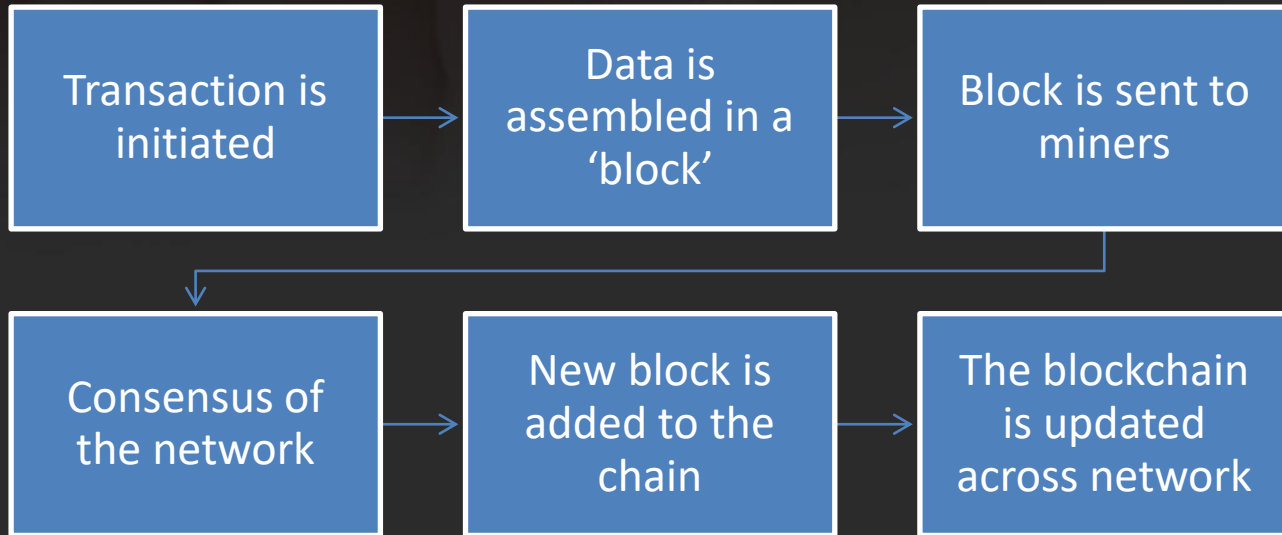 Transaction is
initiated
Data is
assembled in a
‘block’
Block is sent to
miners
Consensus of
the network
New block is
added to the
chain
The blockchain
is updated
across network